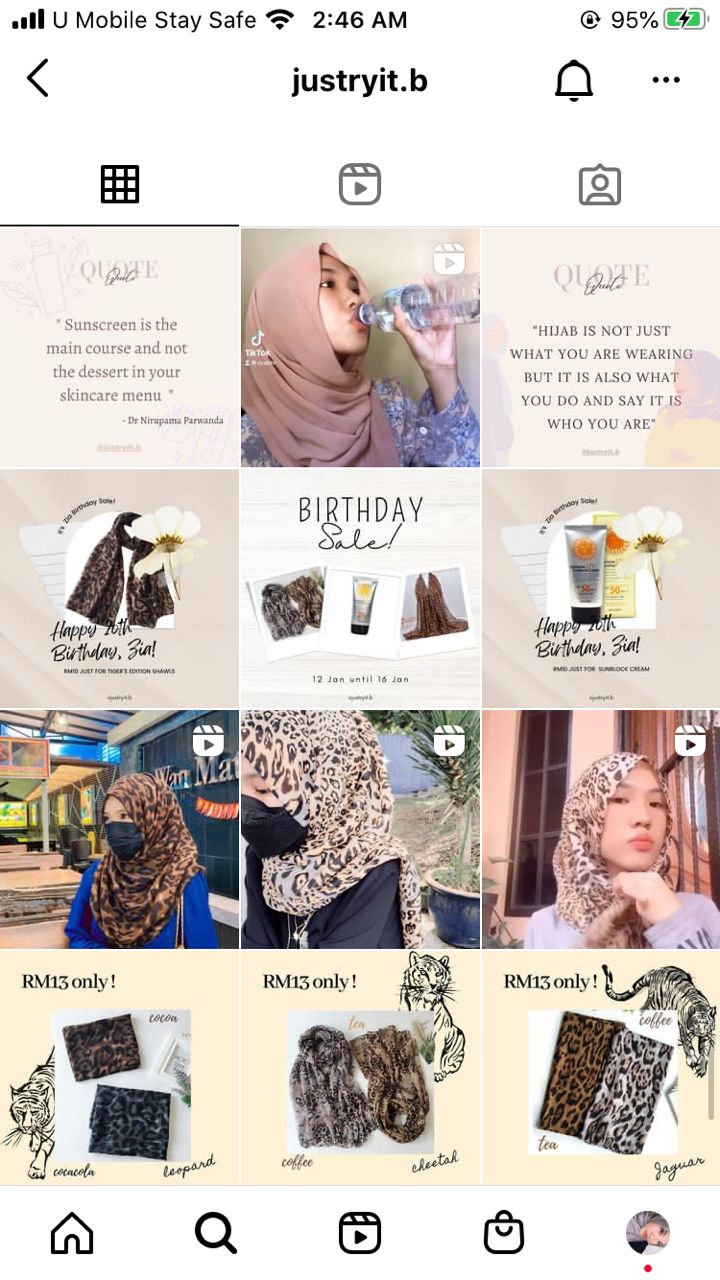 U Mobile Stay Safe
2:46 AM
95%
justryit.b
QUOTE
Quote
" Sunscreen is the
main course and not
the dessert in your
skincare menu "
- Dr Nirupama Parwanda
@justryit.b
TikTok
QUOTE
Quote
"HIJAB IS NOT JUST
WHAT YOU ARE WEARING
BUT IT IS ALSO WHAT
YOU DO AND SAY IT IS
WHO YOU ARE"
@justryit.b
It's Zia Birthday Sale!
Happy 20th
Birthday, Zia!
RM10 JUST FOR TIGER'S EDITION SHAWLS
@justryit.b
BIRTHDAY
Sale!
12 Jan until 16 Jan
@justryit.b
It's Zia Birthday Sale!
50
Happy 20th
Birthday, Zia!
RM10 JUST FOR SUNBLOCK CREAM
@justryit.b
Wan Mat
RM13 only !
cocoa
cocacola
leopard
RM13 only !
tea
coffee
cheetah
RM13 only !
coffee
tea
Jaguar